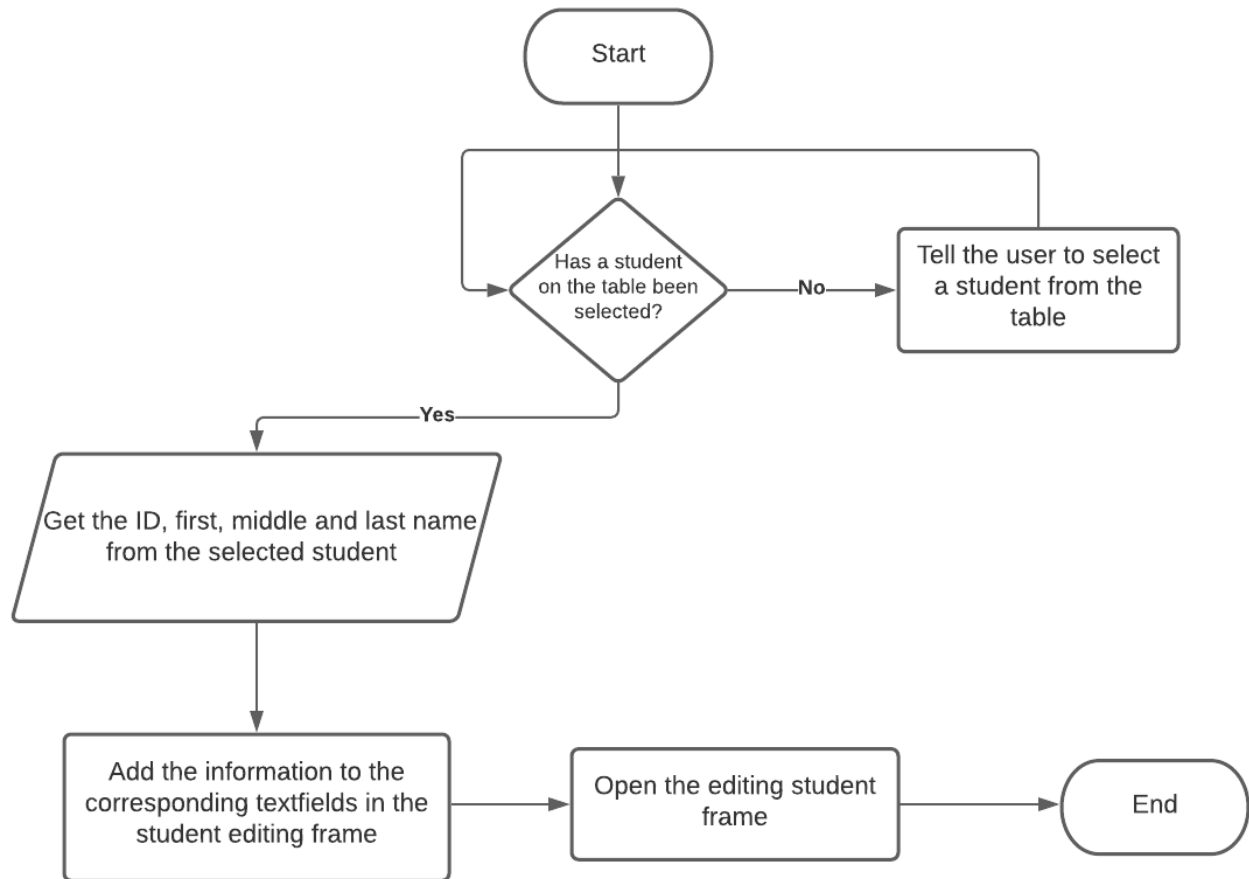 Start
Has a student
on the table been
selected?
No
Tell the user to select
a student from the
table
Yes
Get the ID, first, middle and last name
from the selected student
Add the information to the
corresponding textfields in the
student editing frame
Open the editing student
frame
End